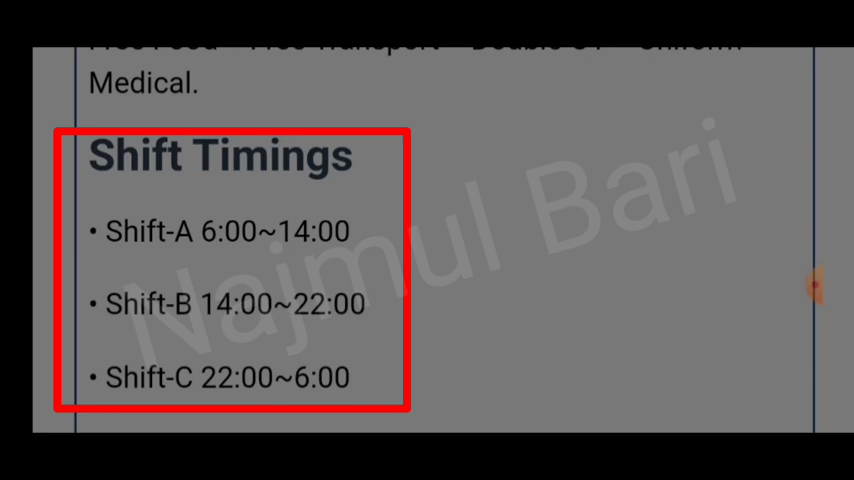 Medical.
Shift Timings
• Shift-A 6:00~14:00
• Shift-B 14:00~22:00
• Shift-C 22:00~6:00
Najmul Bari